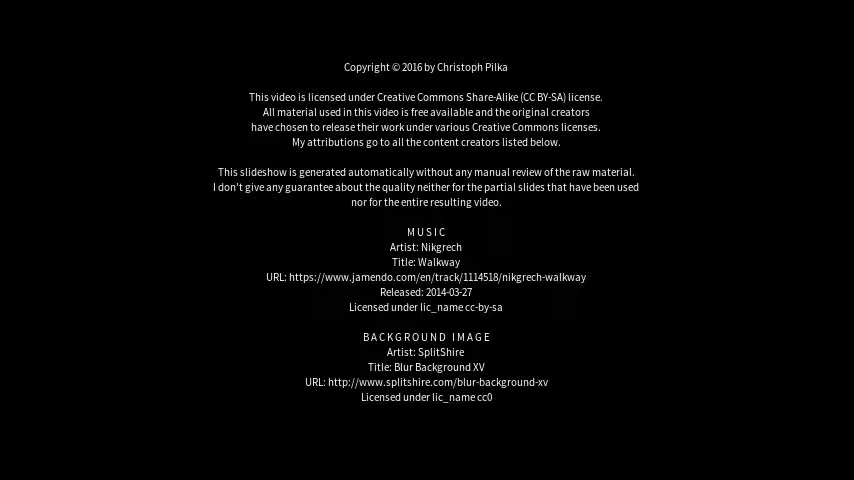 Copyright © 2016 by Christoph Pilka
This video is licensed under Creative Commons Share-Alike (CC BY-SA) license.
All material used in this video is free available and the original creators
have chosen to release their work under various Creative Commons licenses.
My attributions go to all the content creators listed below.
This slideshow is generated automatically without any manual review of the raw material.
I don't give any guarantee about the quality neither for the partial slides that have been used
nor for the entire resulting video.
MUSIC
Artist: Nikgrech
Title: Walkway
URL: https://www.jamendo.com/en/track/1114518/nikgrech-walkway
Released: 2014-03-27
Licensed under lic_name cc-by-sa
BACKGROUND IMAGE
Artist: SplitShire
Title: Blur Background XV
URL: http://www.splitshire.com/blur-background-xv
Licensed under lic_name cc0